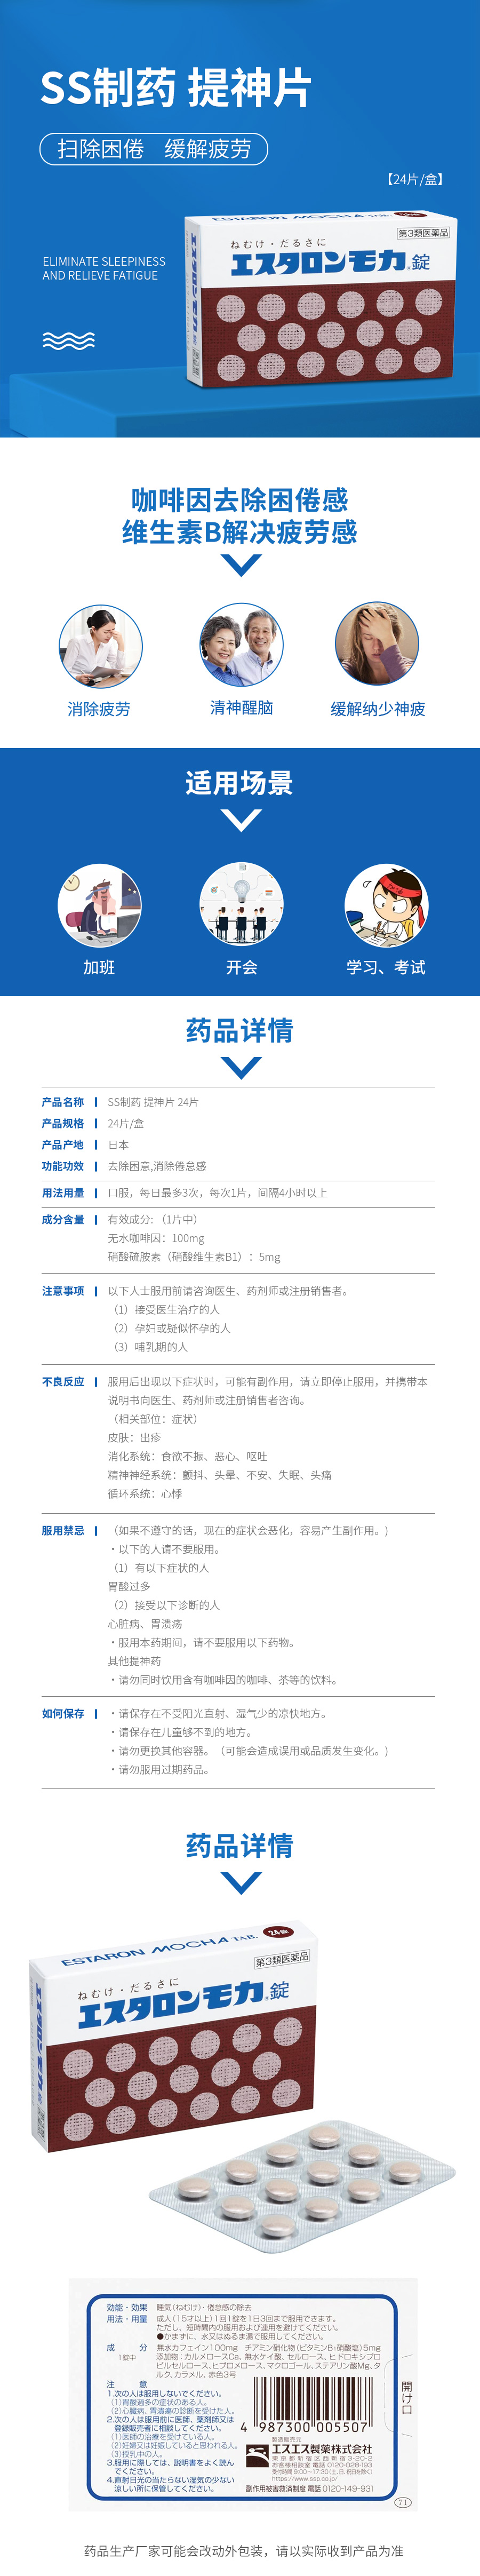 SS制药 提神片
扫除困倦 缓解疲劳
【24片/盒】
ELIMINATE SLEEPINESS
AND RELIEVE FATIGUE
ESTARON MOCHA TAB.
第3類医薬品
ねむけ・だるさに
エスタロンモカ®錠
エスタロンモカ錠
咖啡因去除困倦感
维生素B解决疲劳感
消除疲劳
清神醒脑
缓解纳少神疲
适用场景
加班
开会
学习、考试
药品详情
产品名称 SS制药 提神片 24片
产品规格 24片/盒
产品产地 日本
功能功效 去除困意,消除倦怠感
用法用量 口服，每日最多3次，每次1片，间隔4小时以上
成分含量 有效成分:（1片中）
无水咖啡因：100mg
硝酸硫胺素（硝酸维生素B1）：5mg
注意事项 以下人士服用前请咨询医生、药剂师或注册销售者。
（1）接受医生治疗的人
（2）孕妇或疑似怀孕的人
（3）哺乳期的人
不良反应 服用后出现以下症状时，可能有副作用，请立即停止服用，并携带本
说明书向医生、药剂师或注册销售者咨询。
（相关部位：症状）
皮肤：出疹
消化系统：食欲不振、恶心、呕吐
精神神经系统：颤抖、头晕、不安、失眠、头痛
循环系统：心悸
服用禁忌 （如果不遵守的话，现在的症状会恶化，容易产生副作用。)
・以下的人请不要服用。
（1）有以下症状的人
胃酸过多
（2）接受以下诊断的人
心脏病、胃溃疡
・服用本药期间，请不要服用以下药物。
其他提神药
・请勿同时饮用含有咖啡因的咖啡、茶等的饮料。
如何保存 ・请保存在不受阳光直射、湿气少的凉快地方。
・请保存在儿童够不到的地方。
・请勿更换其他容器。（可能会造成误用或品质发生变化。)
・请勿服用过期药品。
药品详情
ESTARON MOCHA TAB.
24錠
第3類医薬品
ねむけ・だるさに
エスタロンモカ®錠
エスタロンモカ錠
効能・効果 睡気(ねむけ)・倦怠感の除去
用法・用量 成人(15才以上)1回1錠を1日3回まで服用できます。
ただし、短時間内の服用および連用を避けてください。
●かまずに、水又はぬるま湯で服用してください。
成分 無水カフェイン100mg チアミン硝化物(ビタミンB₁硝酸塩)5mg
1錠中 添加物:カルメロースCa、無水ケイ酸、セルロース、ヒドロキシプロ
ピルセルロース、ヒプロメロース、マクロゴール、ステアリン酸Mg、タ
ルク、カラメル、赤色3号
注意
1.次の人は服用しないでください。
(1)胃酸過多の症状のある人。
(2)心臓病、胃潰瘍の診断を受けた人。
2.次の人は服用前に医師、薬剤師又は
登録販売者に相談してください。
(1)医師の治療を受けている人。
(2)妊婦又は妊娠していると思われる人。
(3)授乳中の人。
3.服用に際しては、説明書をよく読ん
でください。
4.直射日光の当たらない湿気の少ない
涼しい所に保管してください。
4 987300 005507
製造販売元
エスエス製薬株式会社
東京都新宿区西新宿3-20-2
お客様相談室 電話 0120-028-193
受付時間 9:00～17:30(土、日、祝日を除く)
https://www.ssp.co.jp/
副作用被害救済制度 電話 0120-149-931
開け口
71
药品生产厂家可能会改动外包装，请以实际收到产品为准